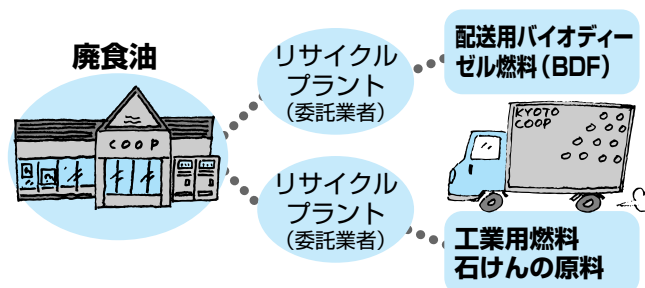 廃食油
COOP
リサイクル
プラント
（委託業者）
配送用バイオディー
ゼル燃料（BDF）
KYOTO
COOP
リサイクル
プラント
（委託業者）
工業用燃料
石けんの原料